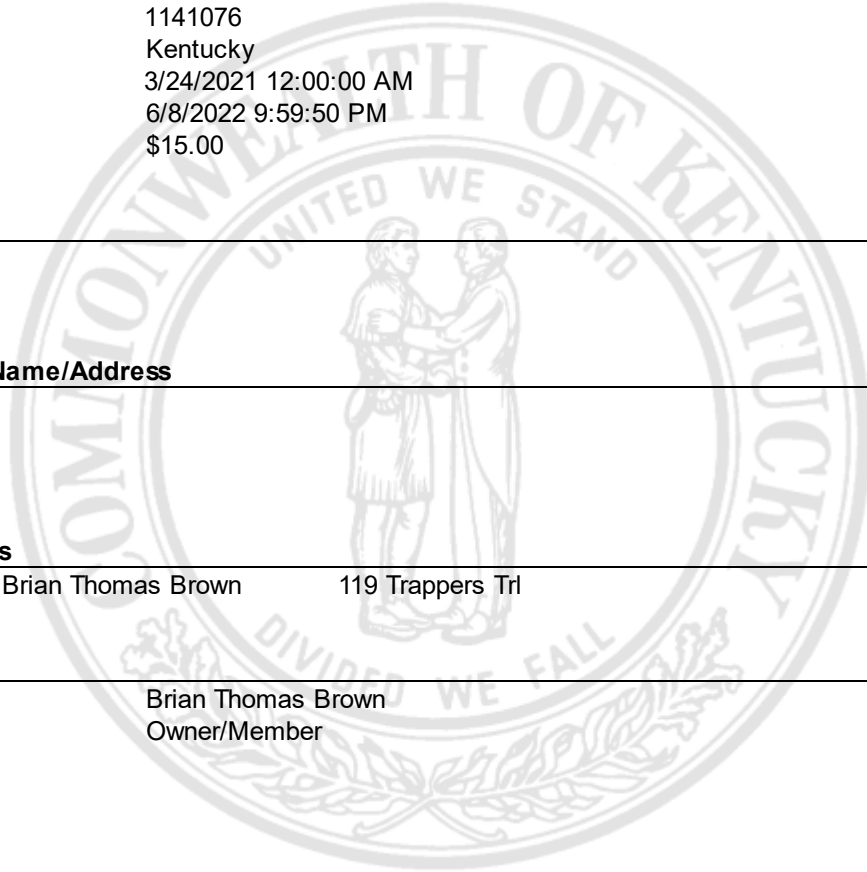 1141076
Kentucky
3/24/2021 12:00:00 AM
6/8/2022 9:59:50 PM
$15.00
COMMONWEALTH OF KENTUCKY
UNITED WE STAND
Name/Address
s
Brian Thomas Brown 119 Trappers Trl
DIVIDED WE FALL
Brian Thomas Brown
Owner/Member